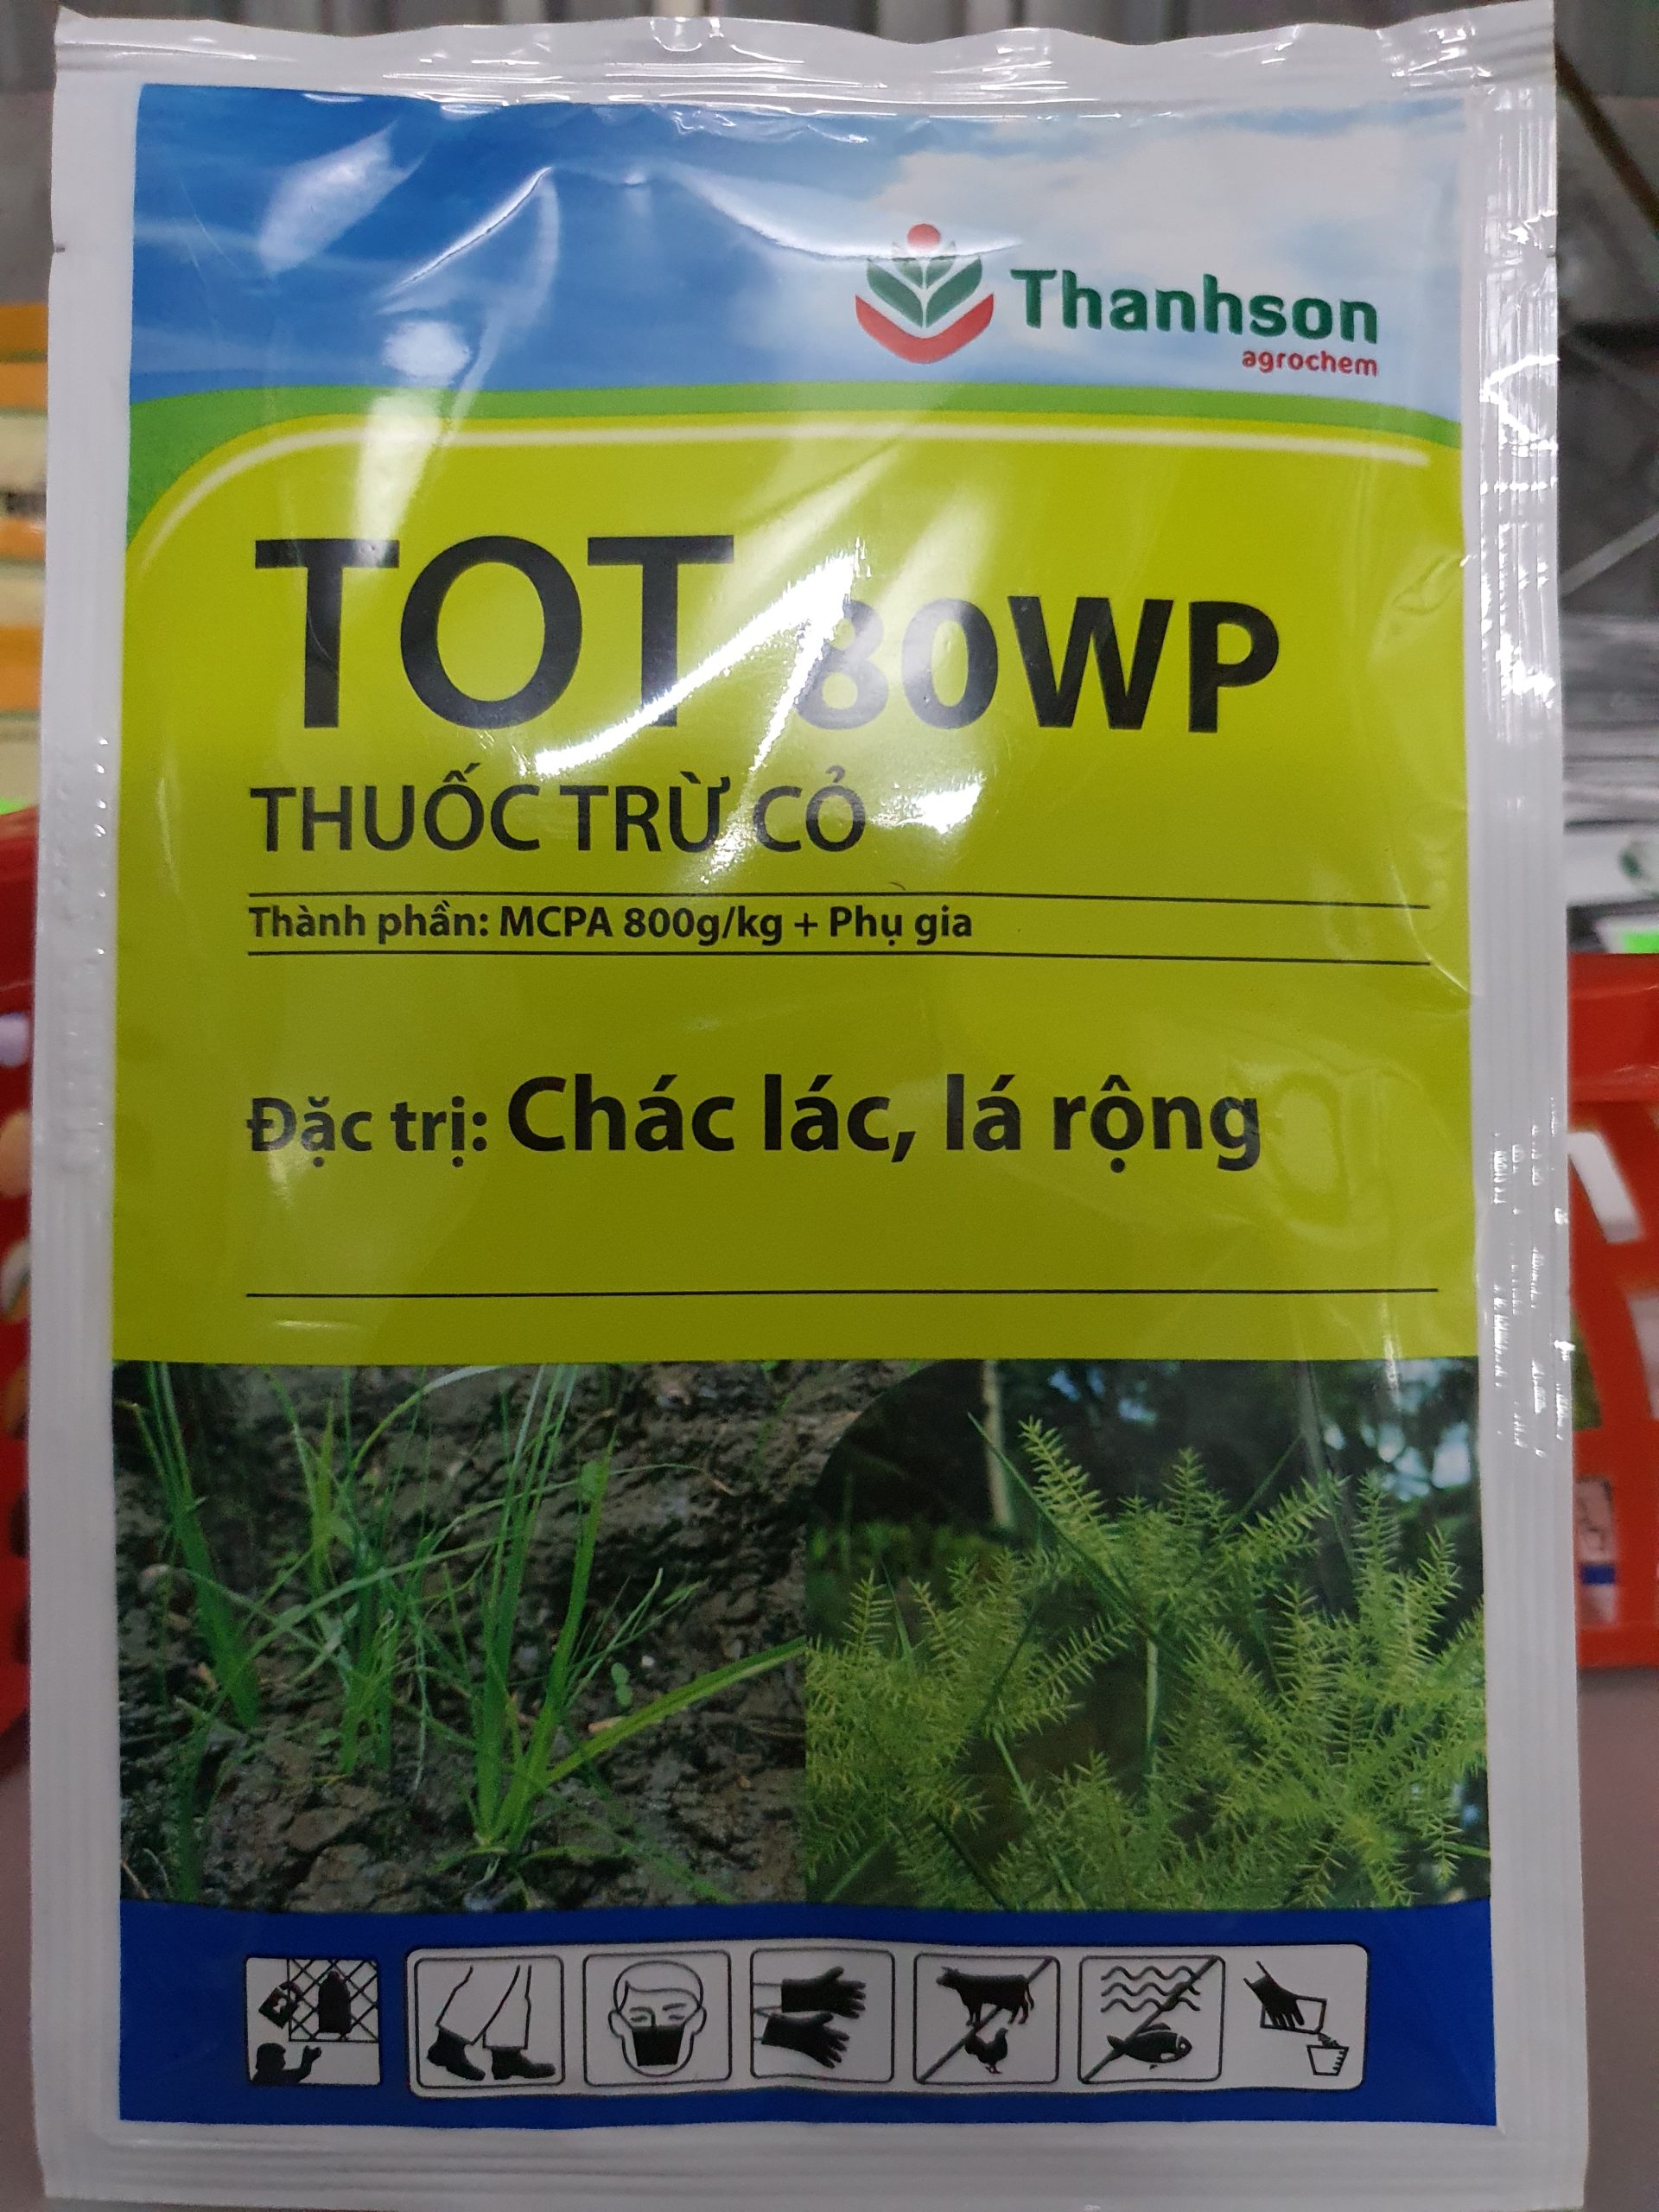 Thanhson
agrochem
TOT 80WP
THUỐC TRỪ CỎ
Thành phần: MCPA 800g/kg + Phụ gia
Đặc trị: Chác lác, lá rộng